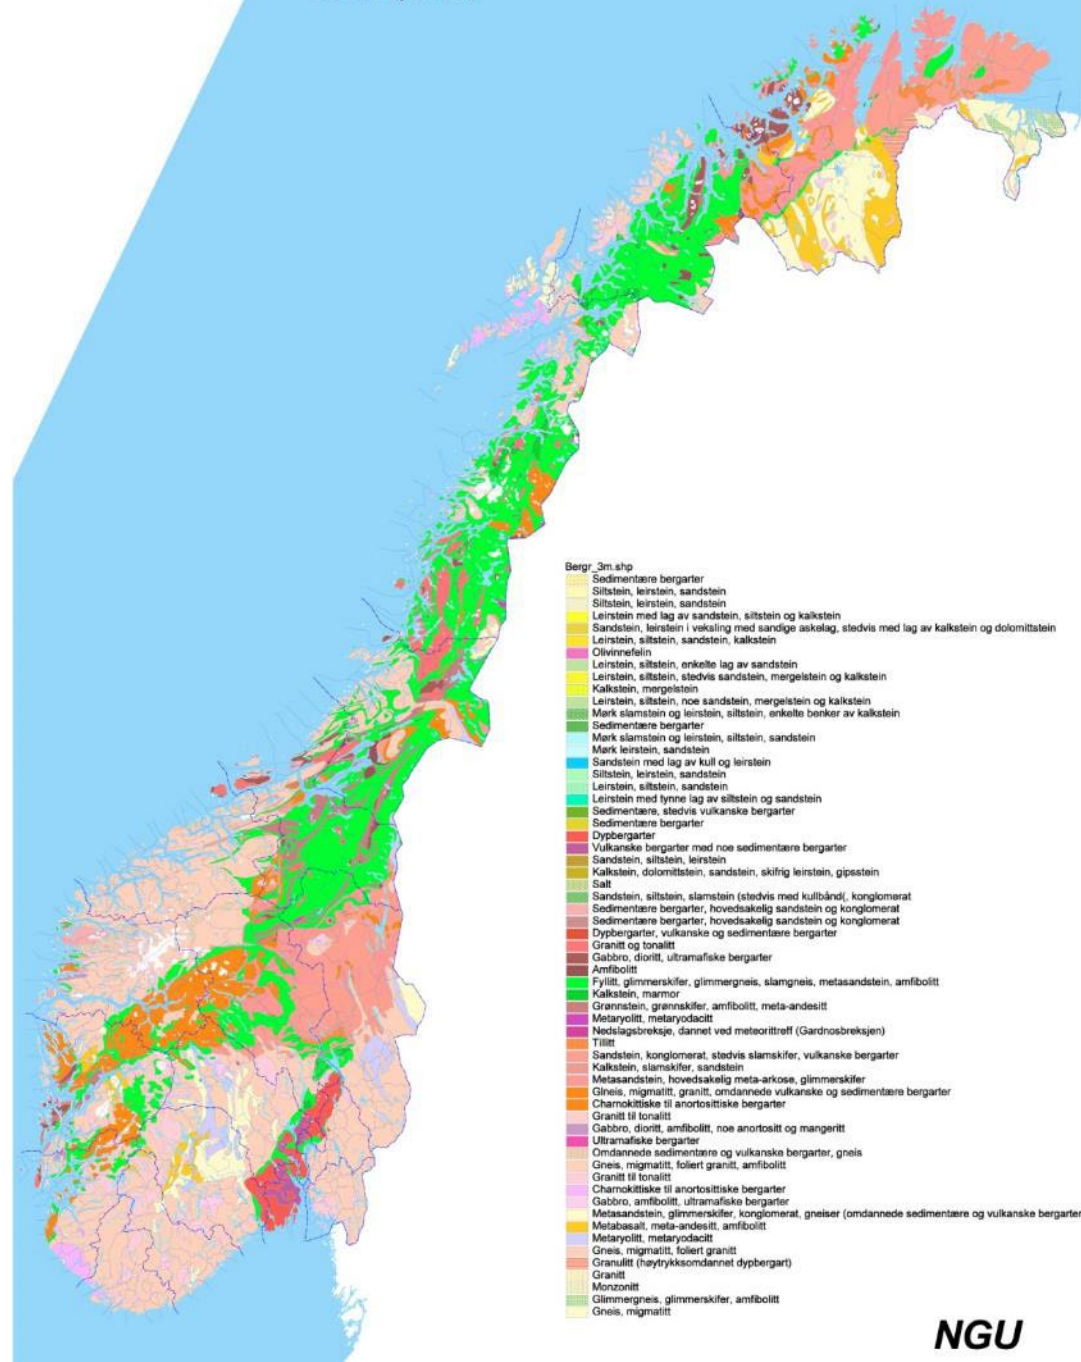 Bergr_3m.shp
Sedimentære bergarter
Siltstein, leirstein, sandstein
Siltstein, leirstein, sandstein
Leirstein med lag av sandstein, siltstein og kalkstein
Sandstein, leirstein i veksling med sandige askelag, stedvis med lag av kalkstein og dolomittstein
Leirstein, siltstein, sandstein, kalkstein
Olivinnefelin
Leirstein, siltstein, enkelte lag av sandstein
Leirstein, siltstein, stedvis sandstein, mergelstein og kalkstein
Kalkstein, mergelstein
Leirstein, siltstein, noe sandstein, mergelstein og kalkstein
Mørk slamstein og leirstein, siltstein, enkelte benker av kalkstein
Sedimentære bergarter
Mørk slamstein og leirstein, siltstein, sandstein
Mørk leirstein, sandstein
Sandstein med lag av kull og leirstein
Siltstein, leirstein, sandstein
Leirstein, siltstein, sandstein
Leirstein med tynne lag av siltstein og sandstein
Sedimentære, stedvis vulkanske bergarter
Sedimentære bergarter
Dypbergarter
Vulkanske bergarter med noe sedimentære bergarter
Sandstein, siltstein, leirstein
Kalkstein, dolomittstein, sandstein, skifrig leirstein, gipsstein
Salt
Sandstein, siltstein, slamstein (stedvis med kullbånd(, konglomerat
Sedimentære bergarter, hovedsakelig sandstein og konglomerat
Sedimentære bergarter, hovedsakelig sandstein og konglomerat
Dypbergarter, vulkanske og sedimentære bergarter
Granitt og tonalitt
Gabbro, dioritt, ultramafiske bergarter
Amfibolitt
Fyllitt, glimmerskifer, glimmergneis, slamgneis, metasandstein, amfibolitt
Kalkstein, marmor
Grønnstein, grønnskifer, amfibolitt, meta-andesitt
Metaryolitt, metaryodacitt
Nedslagsbreksje, dannet ved meteorittreff (Gardnosbreksjen)
Tillitt
Sandstein, konglomerat, stedvis slamskifer, vulkanske bergarter
Kalkstein, slamskifer, sandstein
Metasandstein, hovedsakelig meta-arkose, glimmerskifer
Glneis, migmatitt, granitt, omdannede vulkanske og sedimentære bergarter
Charnokittiske til anortosittiske bergarter
Granitt til tonalitt
Gabbro, dioritt, amfibolitt, noe anortositt og mangeritt
Ultramafiske bergarter
Omdannede sedimentære og vulkanske bergarter, gneis
Gneis, migmatitt, foliert granitt, amfibolitt
Granitt til tonalitt
Charnokittiske til anortosittiske bergarter
Gabbro, amfibolitt, ultramafiske bergarter
Metasandstein, glimmerskifer, konglomerat, gneiser (omdannede sedimentære og vulkanske bergarter
Metabasalt, meta-andesitt, amfibolitt
Metaryolitt, metaryodacitt
Gneis, migmatitt, foliert granitt
Granulitt (høytrykksomdannet dypbergart)
Granitt
Monzonitt
Glimmergneis, glimmerskifer, amfibolitt
Gneis, migmatitt
NGU